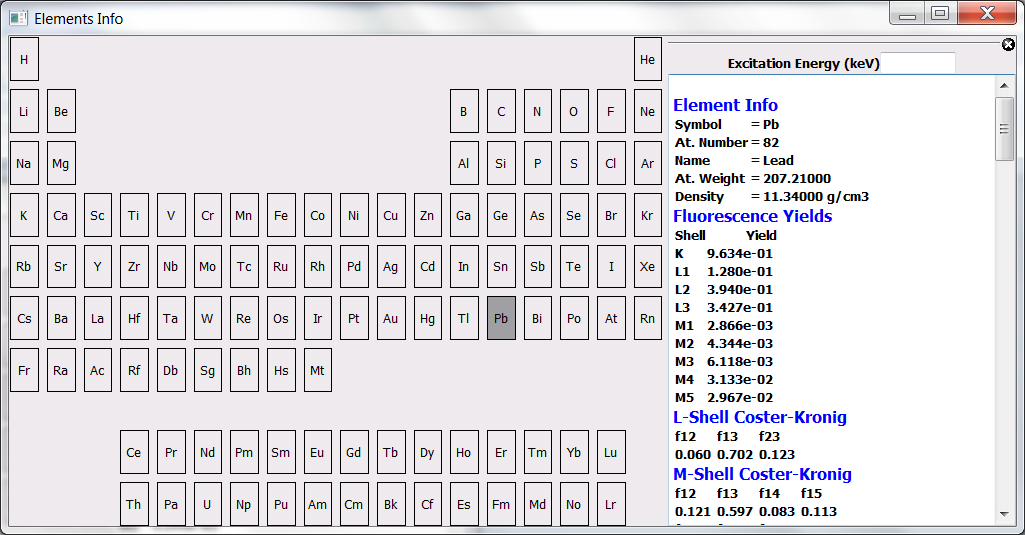 Elements Info
H He
Li Be B C N O F Ne
Na Mg Al Si P S Cl Ar
K Ca Sc Ti V Cr Mn Fe Co Ni Cu Zn Ga Ge As Se Br Kr
Rb Sr Y Zr Nb Mo Tc Ru Rh Pd Ag Cd In Sn Sb Te I Xe
Cs Ba La Hf Ta W Re Os Ir Pt Au Hg Tl Pb Bi Po At Rn
Fr Ra Ac Rf Db Sg Bh Hs Mt
Ce Pr Nd Pm Sm Eu Gd Tb Dy Ho Er Tm Yb Lu
Th Pa U Np Pu Am Cm Bk Cf Es Fm Md No Lr
Excitation Energy (keV)
Element Info
Symbol = Pb
At. Number = 82
Name = Lead
At. Weight = 207.21000
Density = 11.34000 g/cm3
Fluorescence Yields
Shell Yield
K 9.634e-01
L1 1.280e-01
L2 3.940e-01
L3 3.427e-01
M1 2.866e-03
M2 4.344e-03
M3 6.118e-03
M4 3.133e-02
M5 2.967e-02
L-Shell Coster-Kronig
f12 f13 f23
0.060 0.702 0.123
M-Shell Coster-Kronig
f12 f13 f14 f15
0.121 0.597 0.083 0.113